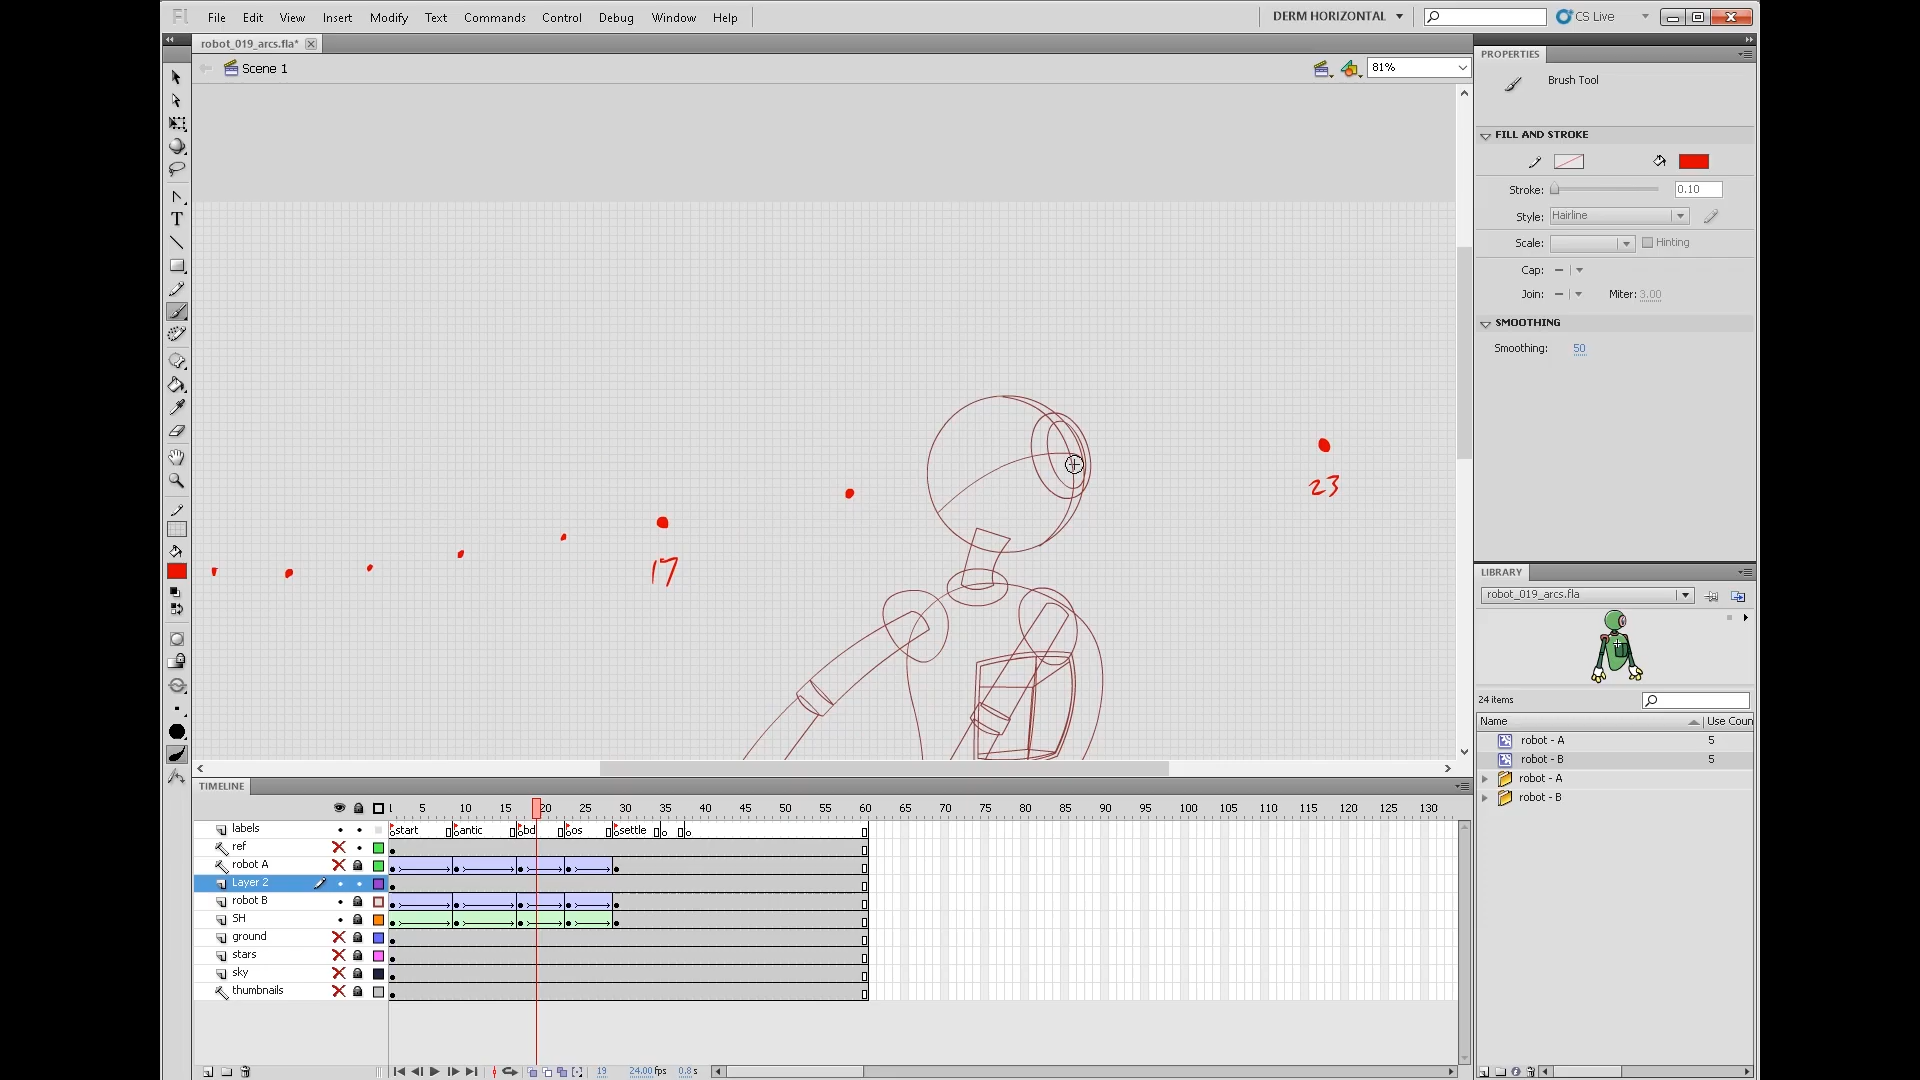 Fl File Edit View Insert Modify Text Commands Control Debug Window Help DERM HORIZONTAL CS Live
robot_019_arcs.fla*
Scene 1 81%
PROPERTIES
Brush Tool
FILL AND STROKE
Stroke: 0.10
Style: Hairline
Scale: Hinting
Cap:
Join: Miter: 3.00
SMOOTHING
Smoothing: 50
T
23
17
LIBRARY
robot_019_arcs.fla
24 items
Name Use Coun
robot - A 5
robot - B 5
robot - A
robot - B
TIMELINE
5 10 15 20 25 30 35 40 45 50 55 60 65 70 75 80 85 90 95 100 105 110 115 120 125 130
labels start antic bd os settle
ref
robot A
Layer 2
robot B
SH
ground
stars
sky
thumbnails
19 24.00fps 0.8s